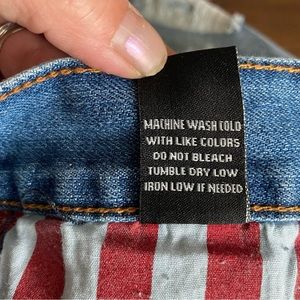 MACHINE WASH COLD
WITH LIKE COLORS
DO NOT BLEACH
TUMBLE DRY LOW
IRON LOW IF NEEDED